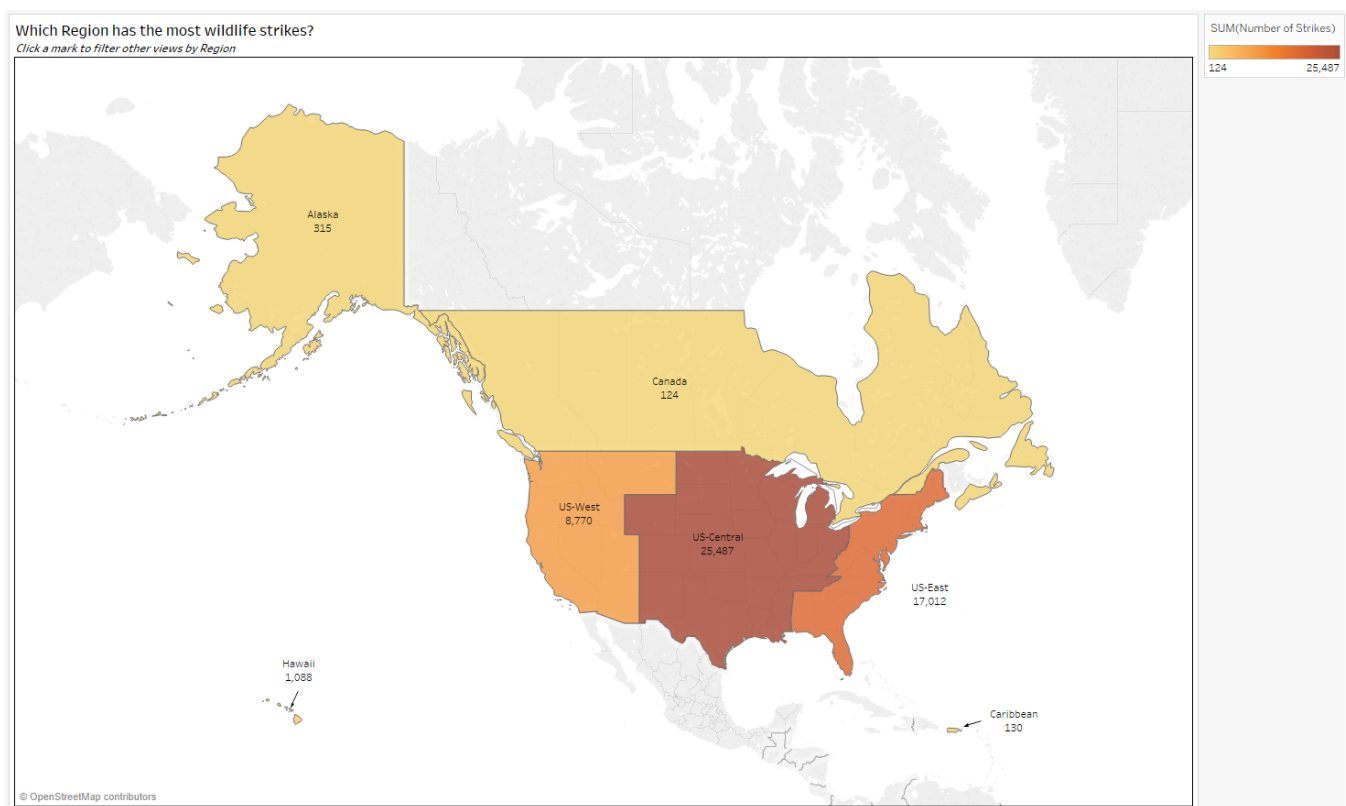 Which Region has the most wildlife strikes?
Click a mark to filter other views by Region
SUM(Number of Strikes)
124 25,487
Alaska
315
Canada
124
US-West
8,770
US-Central
25,487
US-East
17,012
Hawaii
1,088
Caribbean
130
© OpenStreetMap contributors